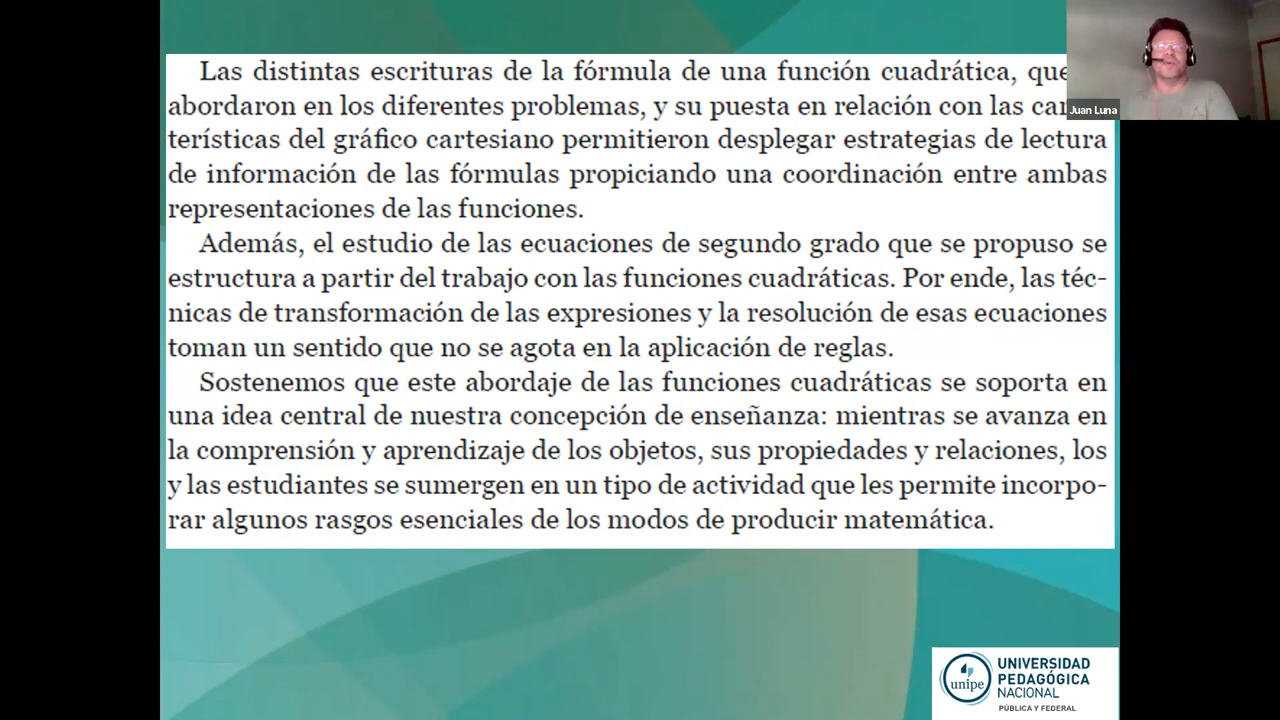 Las distintas escrituras de la fórmula de una función cuadrática, que
abordaron en los diferentes problemas, y su puesta en relación con las
terísticas del gráfico cartesiano permitieron desplegar estrategias de lectura
de información de las fórmulas propiciando una coordinación entre ambas
representaciones de las funciones.
Además, el estudio de las ecuaciones de segundo grado que se propuso se
estructura a partir del trabajo con las funciones cuadráticas. Por ende, las téc-
nicas de transformación de las expresiones y la resolución de esas ecuaciones
toman un sentido que no se agota en la aplicación de reglas.
Sostenemos que este abordaje de las funciones cuadráticas se soporta en
una idea central de nuestra concepción de enseñanza: mientras se avanza en
la comprensión y aprendizaje de los objetos, sus propiedades y relaciones, los
y las estudiantes se sumergen en un tipo de actividad que les permite incorpo-
rar algunos rasgos esenciales de los modos de producir matemática.
Juan Luna
unipe
UNIVERSIDAD
PEDAGÓGICA
NACIONAL
PÚBLICA Y FEDERAL